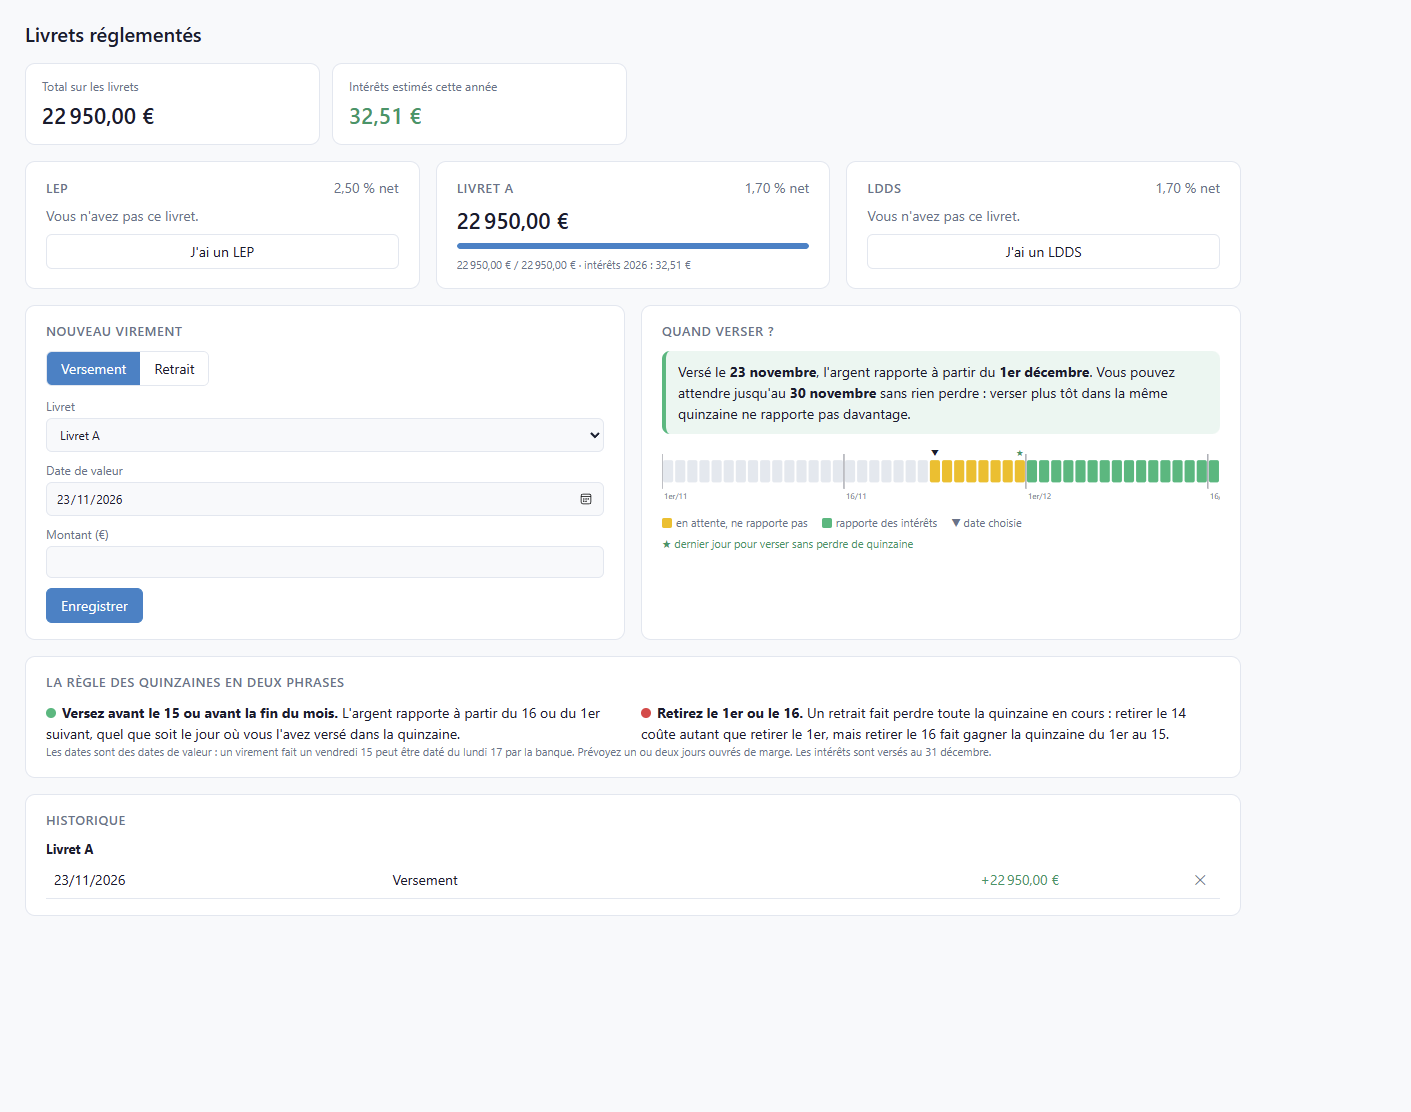 Livrets réglementés
Total sur les livrets
22 950,00 €
Intérêts estimés cette année
32,51 €
LEP
2,50 % net
Vous n'avez pas ce livret.
J'ai un LEP
LIVRET A
1,70 % net
22 950,00 €
22 950,00 € / 22 950,00 € · intérêts 2026 : 32,51 €
LDDS
1,70 % net
Vous n'avez pas ce livret.
J'ai un LDDS
NOUVEAU VIREMENT
Versement
Retrait
Livret
Livret A
Date de valeur
23/11/2026
Montant (€)
Enregistrer
QUAND VERSER ?
Versé le 23 novembre, l'argent rapporte à partir du 1er décembre. Vous pouvez
attendre jusqu'au 30 novembre sans rien perdre : verser plus tôt dans la même
quinzaine ne rapporte pas davantage.
1er/11
16/11
1er/12
16,
en attente, ne rapporte pas
rapporte des intérêts
▼ date choisie
★ dernier jour pour verser sans perdre de quinzaine
LA RÈGLE DES QUINZAINES EN DEUX PHRASES
Versez avant le 15 ou avant la fin du mois. L'argent rapporte à partir du 16 ou du 1er
suivant, quel que soit le jour où vous l'avez versé dans la quinzaine.
Retirez le 1er ou le 16. Un retrait fait perdre toute la quinzaine en cours : retirer le 14
coûte autant que retirer le 1er, mais retirer le 16 fait gagner la quinzaine du 1er au 15.
Les dates sont des dates de valeur : un virement fait un vendredi 15 peut être daté du lundi 17 par la banque. Prévoyez un ou deux jours ouvrés de marge. Les intérêts sont versés au 31 décembre.
HISTORIQUE
Livret A
23/11/2026
Versement
+22 950,00 €